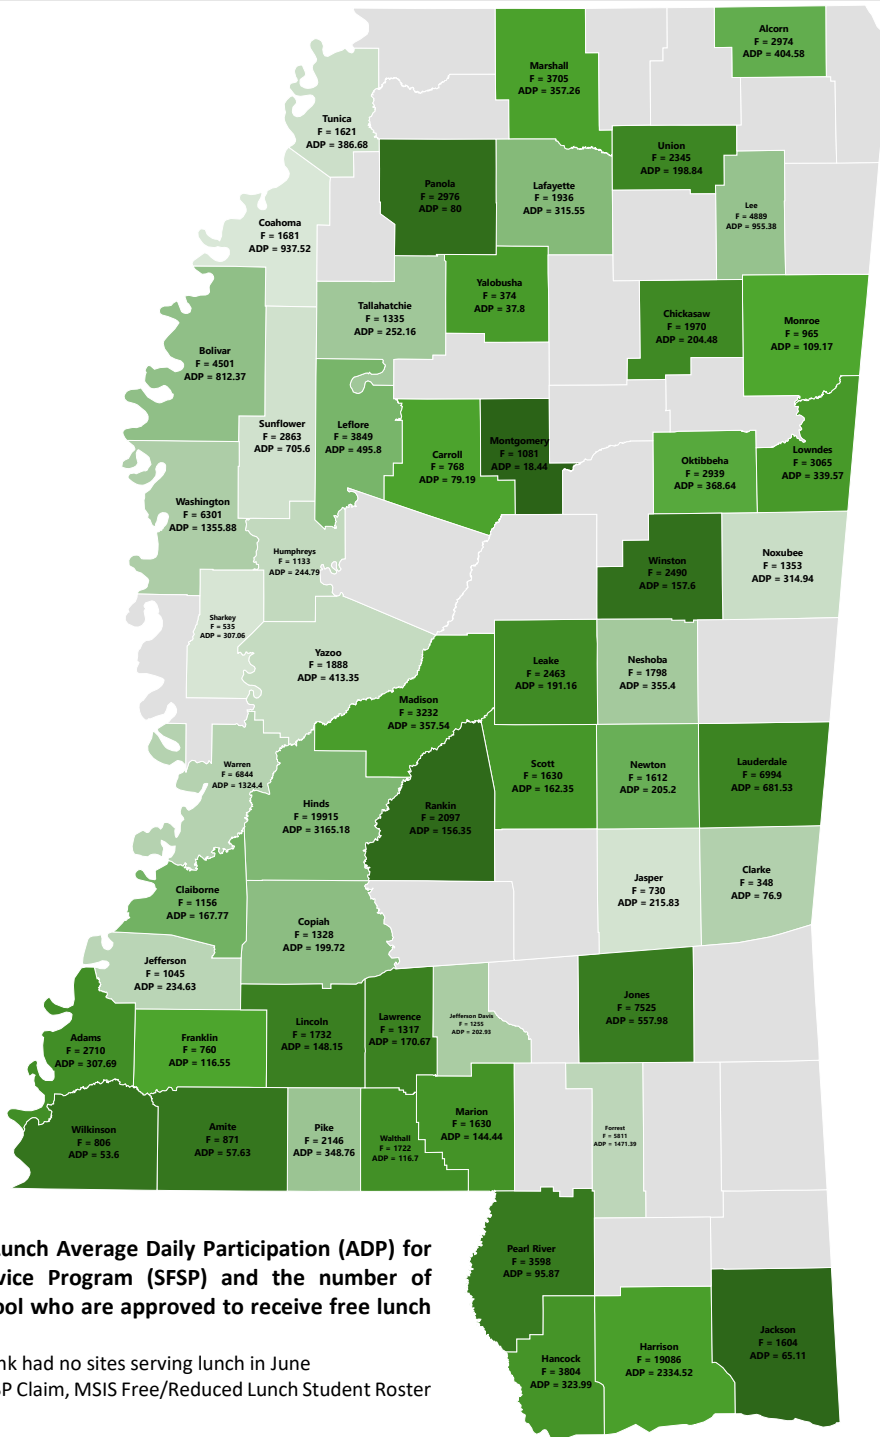 Alcorn
F = 2974
ADP = 404.58
Marshall
F = 3705
ADP = 357.26
Tunica
F = 1621
ADP = 386.68
Union
F = 2345
ADP = 198.84
Panola
F = 2976
ADP = 80
Lafayette
F = 1936
ADP = 315.55
Lee
F = 4889
ADP = 955.38
Coahoma
F = 1681
ADP = 937.52
Yalobusha
F = 374
ADP = 37.8
Tallahatchie
F = 1335
ADP = 252.16
Chickasaw
F = 1970
ADP = 204.48
Monroe
F = 965
ADP = 109.17
Bolivar
F = 4501
ADP = 812.37
Sunflower
F = 2863
ADP = 705.6
Leflore
F = 3849
ADP = 495.8
Carroll
F = 768
ADP = 79.19
Montgomery
F = 1081
ADP = 18.44
Oktibbeha
F = 2939
ADP = 368.64
Lowndes
F = 3065
ADP = 339.57
Washington
F = 6301
ADP = 1355.88
Humphreys
F = 1133
ADP = 244.79
Winston
F = 2490
ADP = 157.6
Noxubee
F = 1353
ADP = 314.94
Sharkey
F = 535
ADP = 307.06
Yazoo
F = 1888
ADP = 413.35
Leake
F = 2463
ADP = 191.16
Neshoba
F = 1798
ADP = 355.4
Madison
F = 3232
ADP = 357.54
Warren
F = 6844
ADP = 1324.4
Scott
F = 1630
ADP = 162.35
Newton
F = 1612
ADP = 205.2
Lauderdale
F = 6994
ADP = 681.53
Hinds
F = 19915
ADP = 3165.18
Rankin
F = 2097
ADP = 156.35
Jasper
F = 730
ADP = 215.83
Clarke
F = 348
ADP = 76.9
Claiborne
F = 1156
ADP = 167.77
Copiah
F = 1328
ADP = 199.72
Jefferson
F = 1045
ADP = 234.63
Jones
F = 7525
ADP = 557.98
Adams
F = 2710
ADP = 307.69
Franklin
F = 760
ADP = 116.55
Lincoln
F = 1732
ADP = 148.15
Lawrence
F = 1317
ADP = 170.67
Jefferson Davis
F = 1255
ADP = 202.93
Wilkinson
F = 806
ADP = 53.6
Amite
F = 871
ADP = 57.63
Pike
F = 2146
ADP = 348.76
Walthall
F = 1722
ADP = 116.7
Marion
F = 1630
ADP = 144.44
Forrest
F = 5811
ADP = 1471.39
Pearl River
F = 3598
ADP = 95.87
Hancock
F = 3804
ADP = 323.99
Harrison
F = 19086
ADP = 2334.52
Jackson
F = 1604
ADP = 65.11
unch Average Daily Participation (ADP) for
vice Program (SFSP) and the number of
ool who are approved to receive free lunch
nk had no sites serving lunch in June
P Claim, MSIS Free/Reduced Lunch Student Roster